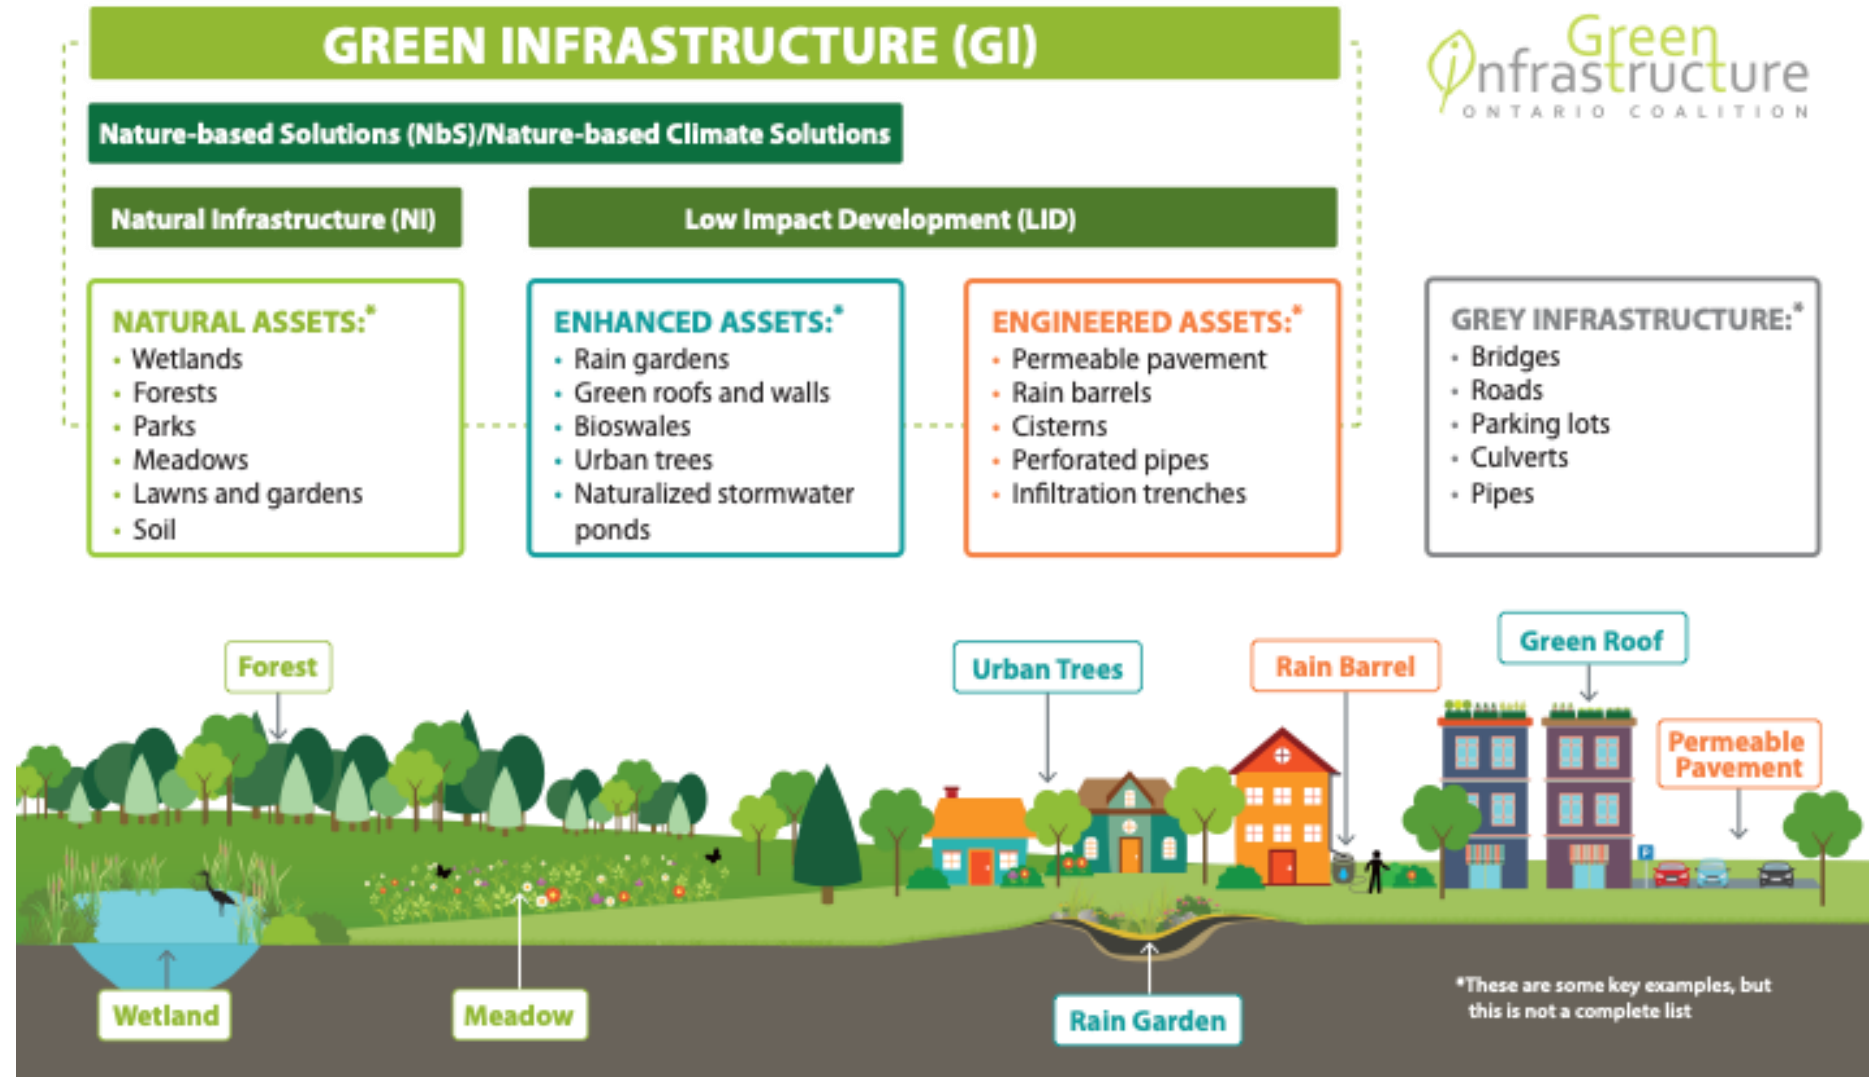 GREEN INFRASTRUCTURE (GI)
Green
infrastructure
ONTARIO COALITION
Nature-based Solutions (NbS)/Nature-based Climate Solutions
Natural Infrastructure (NI)
Low Impact Development (LID)
NATURAL ASSETS:*
• Wetlands
• Forests
• Parks
• Meadows
• Lawns and gardens
• Soil
ENHANCED ASSETS:*
• Rain gardens
• Green roofs and walls
• Bioswales
• Urban trees
• Naturalized stormwater
ponds
ENGINEERED ASSETS:*
• Permeable pavement
• Rain barrels
• Cisterns
• Perforated pipes
• Infiltration trenches
GREY INFRASTRUCTURE:*
• Bridges
• Roads
• Parking lots
• Culverts
• Pipes
Forest
Urban Trees
Rain Barrel
Green Roof
Permeable
Pavement
P
Wetland
Meadow
Rain Garden
*These are some key examples, but
this is not a complete list